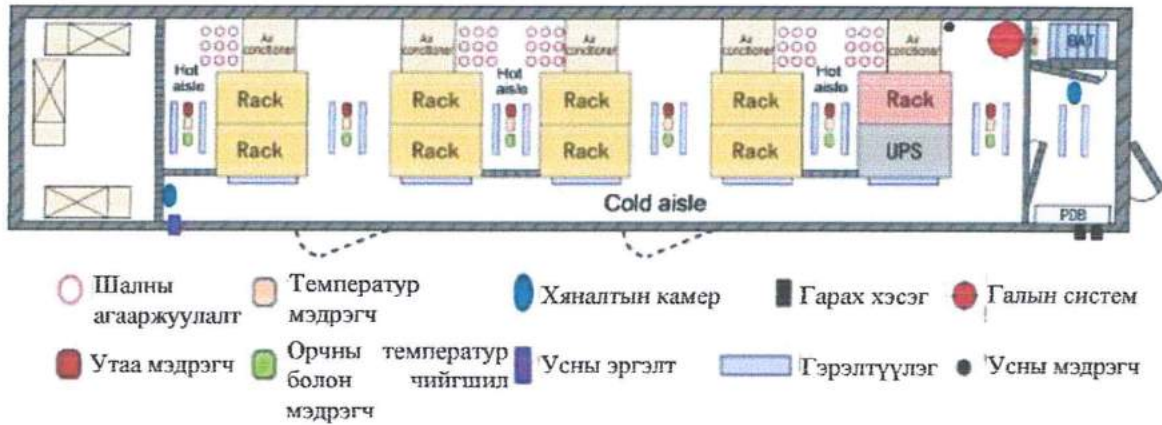 Air conditioner
Air conditioner
Air conditioner
Air conditioner
Air conditioner
BAT
Hot aisle
Hot aisle
Hot aisle
Rack
Rack
Rack
Rack
Rack
Rack
Rack
Rack
Rack
UPS
Cold aisle
PDB
Шалны
агааржуулалт
Температур
мэдрэгч
Хяналтын камер
Гарах хэсэг
Галын систем
Утаа мэдрэгч
Орчны температур
болон чийгшил
мэдрэгч
Усны эргэлт
Гэрэлтүүлэг
Усны мэдрэгч